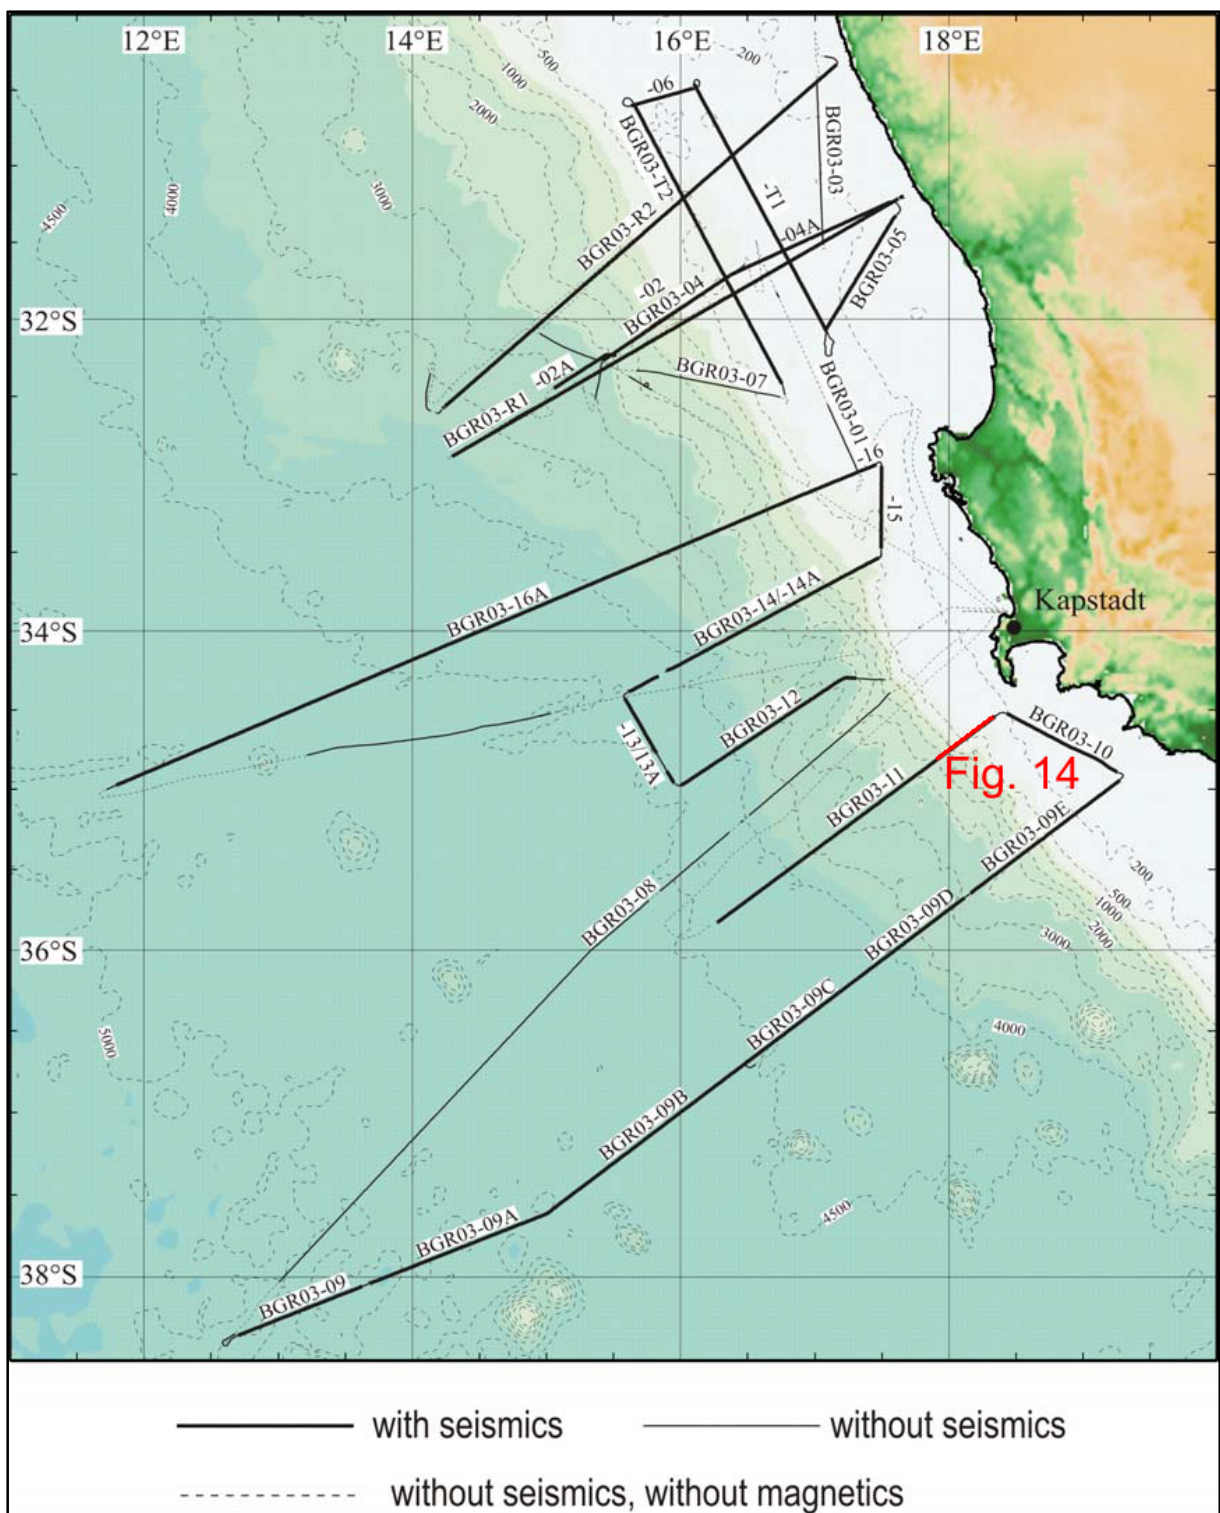 12°E 14°E 16°E 18°E
200
500
1000
2000
3000
4000
4500
-06
BGR03-T2
-T1
BGR03-03
BGR03-R2
-04A
BGR03-05
-02
BGR03-04
32°S
-02A
BGR03-07
BGR03-R1
BGR03-01
-16
-15
BGR03-16A
BGR03-14/-14A
Kapstadt
34°S
BGR03-12
-13/13A
BGR03-10
Fig. 14
BGR03-11
BGR03-09E
200
500
1000
2000
3000
BGR03-08
BGR03-09D
36°S
BGR03-09C
4000
5000
BGR03-09B
4500
BGR03-09A
38°S
BGR03-09
with seismics
without seismics
without seismics, without magnetics